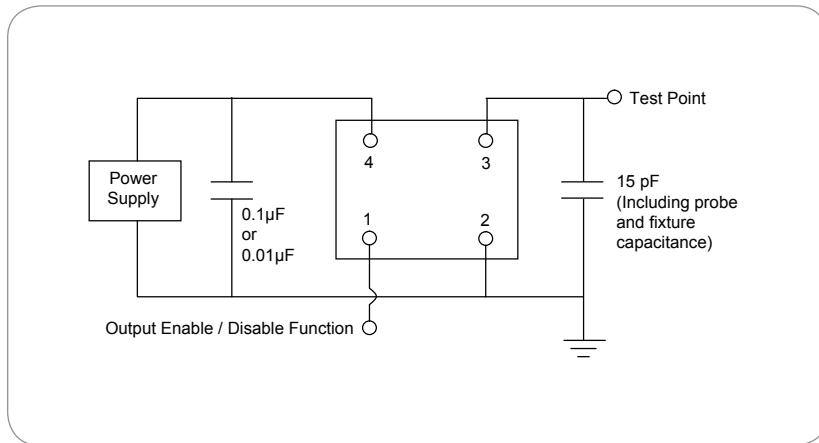 Test Point
4
3
Power
Supply
0.1µF
or
0.01µF
1
2
15 pF
(Including probe
and fixture
capacitance)
Output Enable / Disable Function